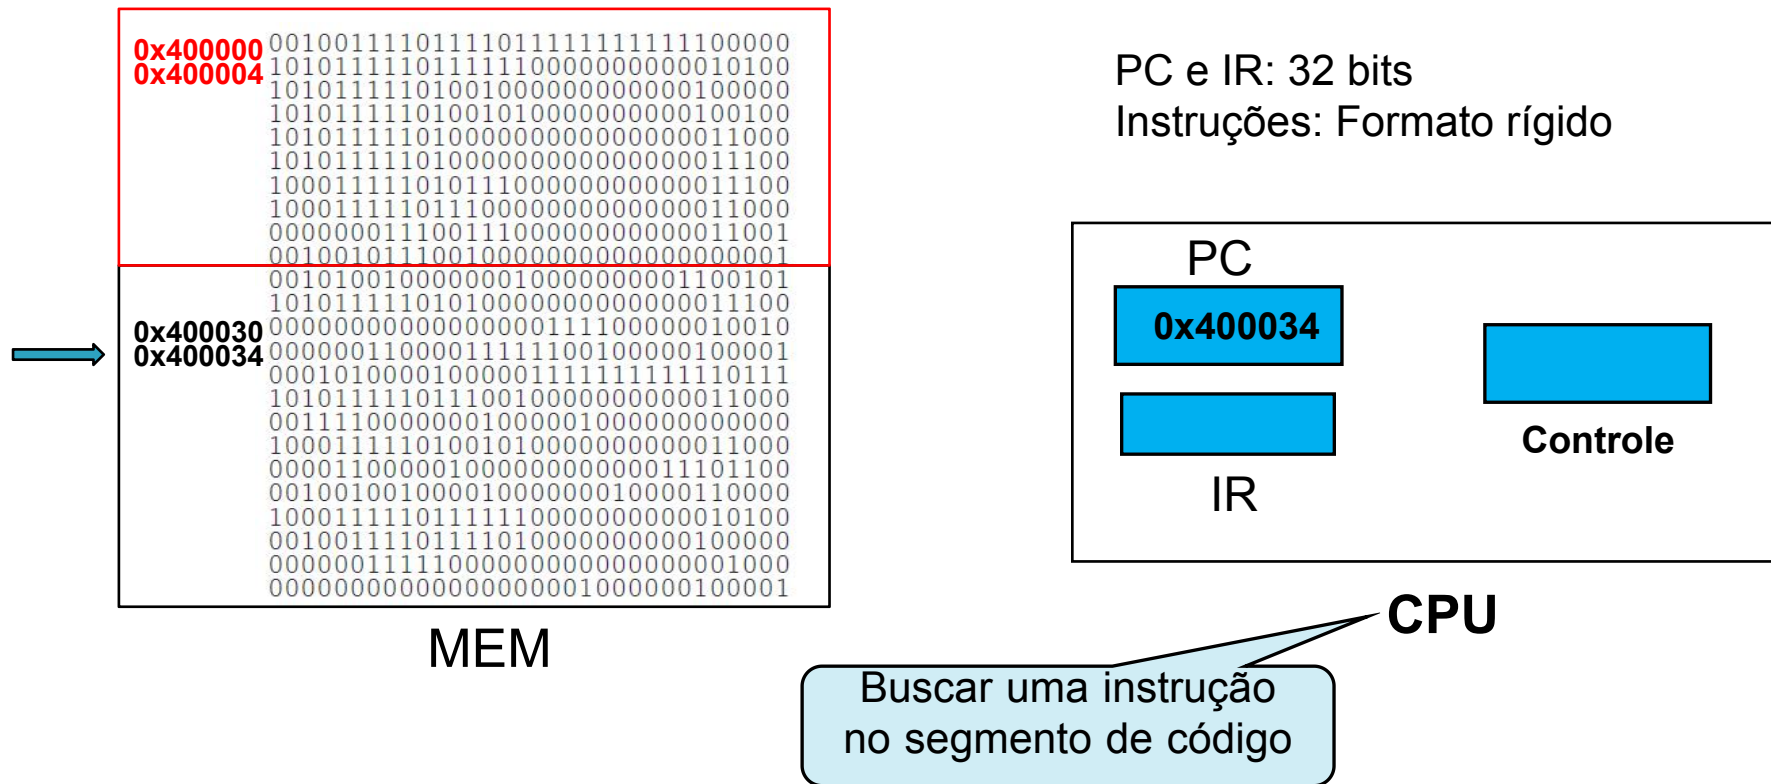 0x400000 00100111101111011111111111100000
0x400004 10101111101111110000000000010100
10101111101001000000000000100000
10101111101001010000000000100100
10101111101000000000000000011000
10101111101000000000000000011100
10001111101011100000000000011100
10001111101110000000000000011000
00000001110011100000000000011001
00100101110010000000000000000001
00101001000000010000000001100101
10101111101010000000000000011100
0x400030 00000000000000000111100000010010
0x400034 00000011000011111100100000100001
00010100001000001111111111110111
10101111101110010000000000011000
00111100000001000001000000000000
10001111101001010000000000011000
00001100000100000000000011101100
00100100100001000000010000110000
10001111101111110000000000010100
00100111101111010000000000100000
00000011111000000000000000001000
00000000000000000001000000100001
MEM
PC e IR: 32 bits
Instruções: Formato rígido
PC
0x400034
IR
Controle
CPU
Buscar uma instrução
no segmento de código